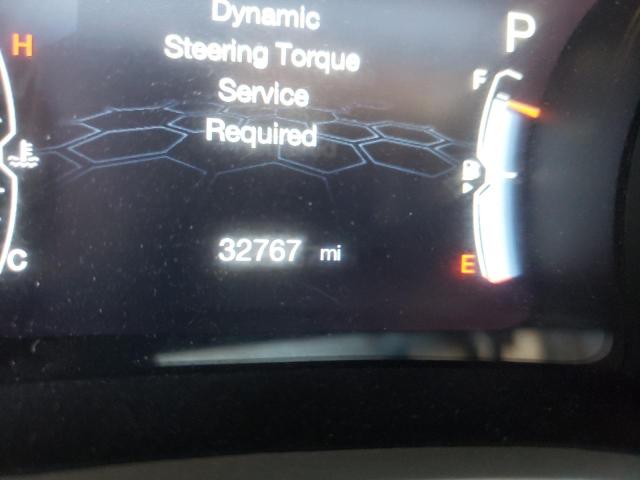 Dynamic
P
H
Steering Torque
F
Service
Required
32767 mi
C
E